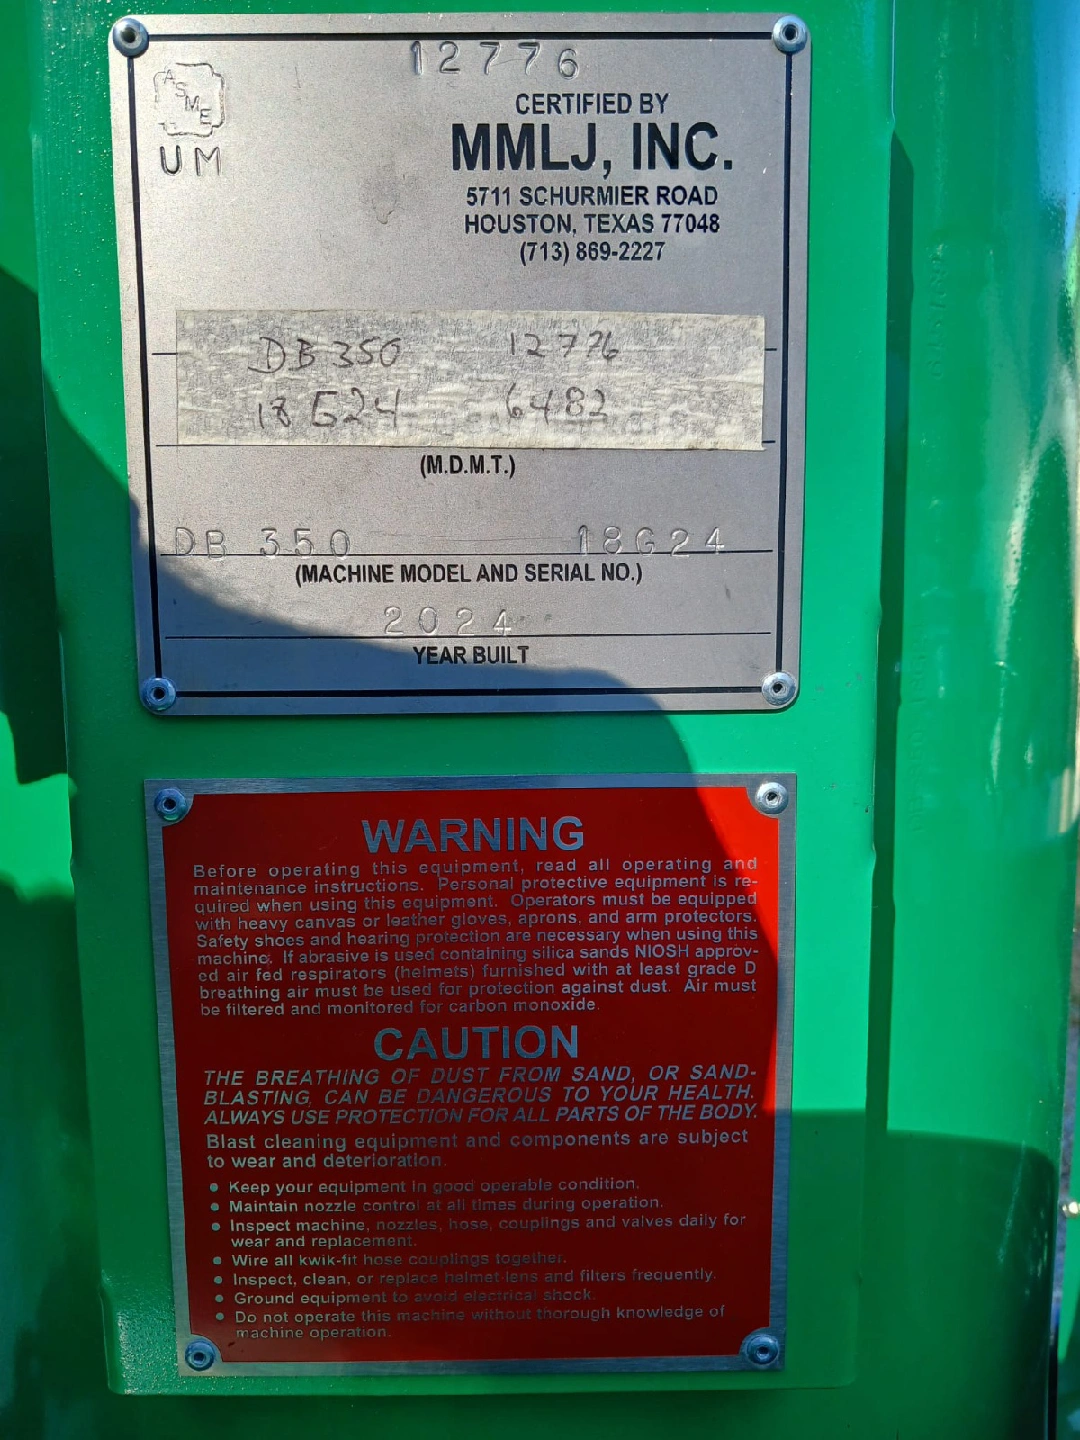 12776
ASME
UM
CERTIFIED BY
MMLJ, INC.
5711 SCHURMIER ROAD
HOUSTON, TEXAS 77048
(713) 869-2227
DB 350 12776
18G24 6482
(M.D.M.T.)
DB 350 18G24
(MACHINE MODEL AND SERIAL NO.)
2024
YEAR BUILT
WARNING
Before operating this equipment, read all operating and
maintenance instructions. Personal protective equipment is re-
quired when using this equipment. Operators must be equipped
with heavy canvas or leather gloves, aprons, and arm protectors.
Safety shoes and hearing protection are necessary when using this
machine. If abrasive is used containing silica sands NIOSH approv-
ed air fed respirators (helmets) furnished with at least grade D
breathing air must be used for protection against dust. Air must
be filtered and monitored for carbon monoxide.
CAUTION
THE BREATHING OF DUST FROM SAND, OR SAND-
BLASTING, CAN BE DANGEROUS TO YOUR HEALTH.
ALWAYS USE PROTECTION FOR ALL PARTS OF THE BODY.
Blast cleaning equipment and components are subject
to wear and deterioration.
• Keep your equipment in good operable condition.
• Maintain nozzle control at all times during operation.
• Inspect machine, nozzles, hose, couplings and valves daily for
wear and replacement.
• Wire all kwik-fit hose couplings together.
• Inspect, clean, or replace helmet lens and filters frequently.
• Ground equipment to avoid electrical shock.
• Do not operate this machine without thorough knowledge of
machine operation.